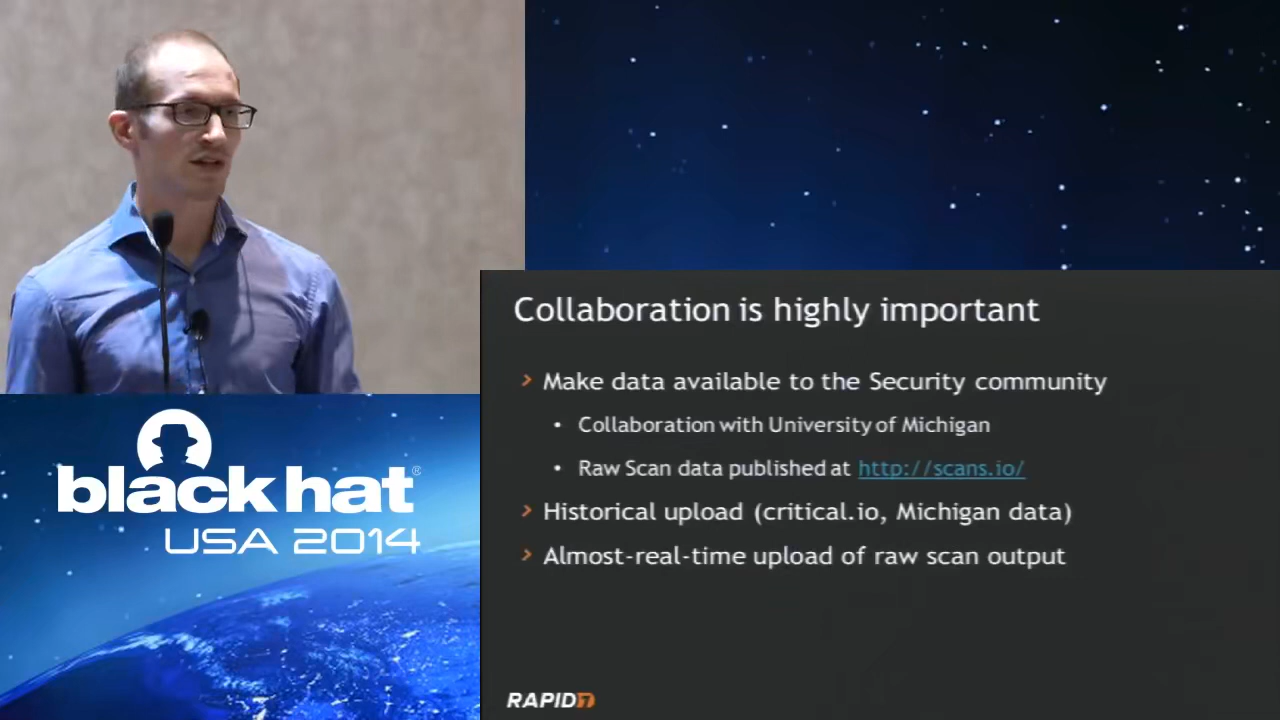 black hat®
USA 2014
Collaboration is highly important
› Make data available to the Security community
• Collaboration with University of Michigan
• Raw Scan data published at http://scans.io/
› Historical upload (critical.io, Michigan data)
› Almost-real-time upload of raw scan output
RAPID7